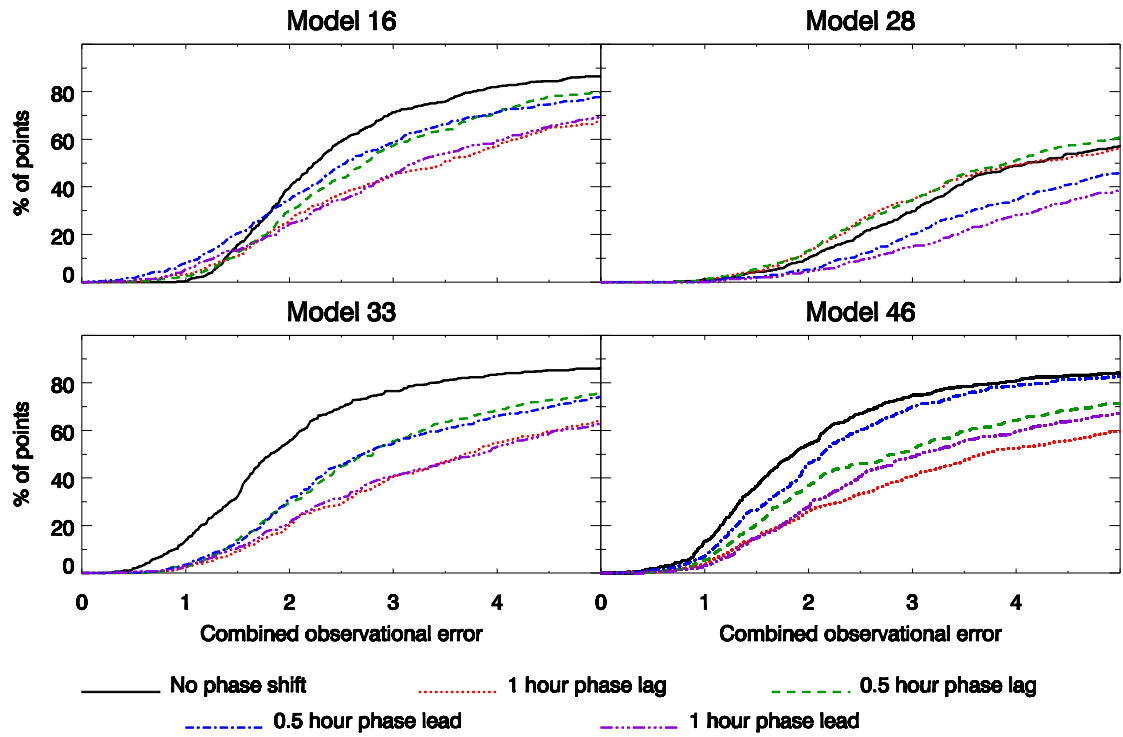 Model 16
Model 28
% of points
80
60
40
20
0
Model 33
Model 46
% of points
80
60
40
20
0
0 1 2 3 4 0 1 2 3 4
Combined observational error
Combined observational error
No phase shift
1 hour phase lag
0.5 hour phase lag
0.5 hour phase lead
1 hour phase lead